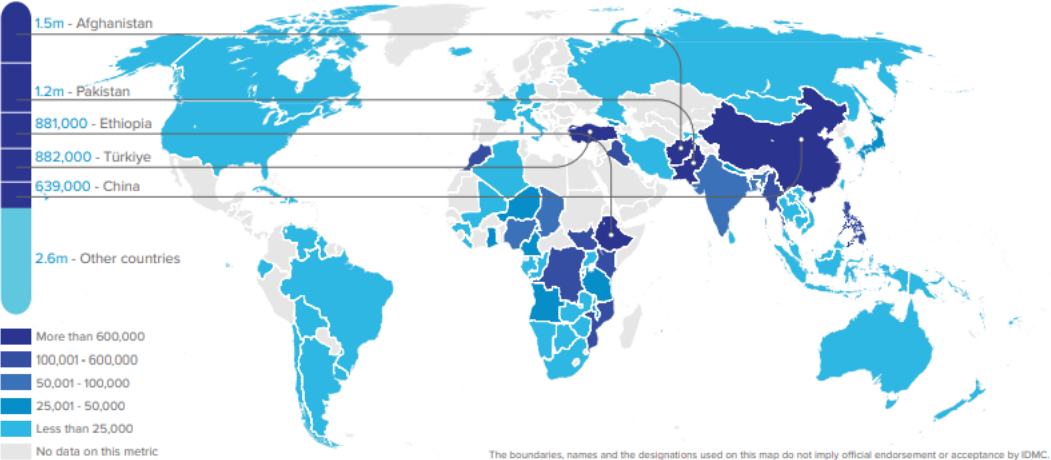 1.5m - Afghanistan
1.2m - Pakistan
881,000 - Ethiopia
882,000 - Türkiye
639,000 - China
2.6m - Other countries
More than 600,000
100,001 - 600,000
50,001 - 100,000
25,001 - 50,000
Less than 25,000
No data on this metric
The boundaries, names and the designations used on this map do not imply official endorsement or acceptance by IDMC.